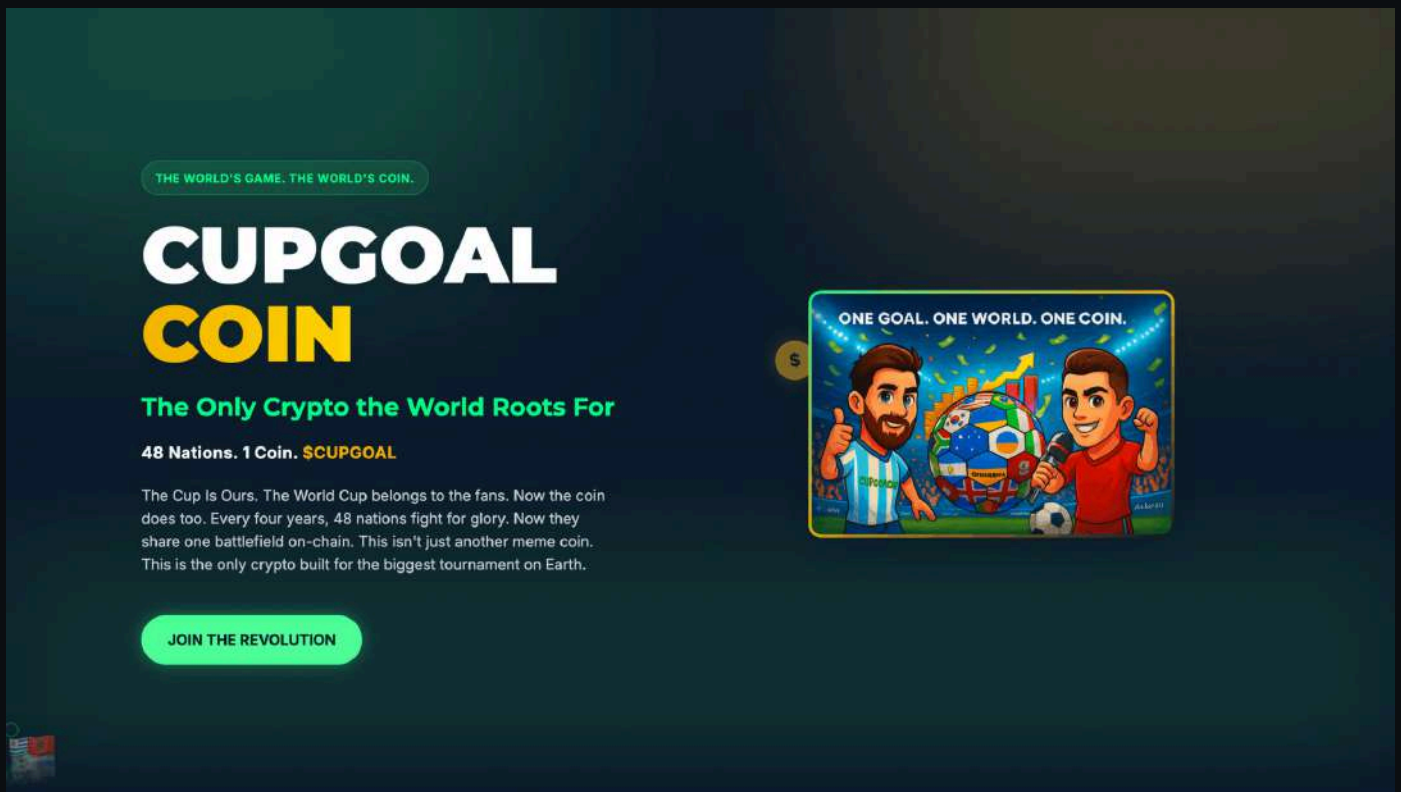 THE WORLD'S GAME. THE WORLD'S COIN.
CUPGOAL
COIN
The Only Crypto the World Roots For
48 Nations. 1 Coin. $CUPGOAL
The Cup Is Ours. The World Cup belongs to the fans. Now the coin
does too. Every four years, 48 nations fight for glory. Now they
share one battlefield on-chain. This isn't just another meme coin.
This is the only crypto built for the biggest tournament on Earth.
JOIN THE REVOLUTION
$
ONE GOAL. ONE WORLD. ONE COIN.
CUPGOAL